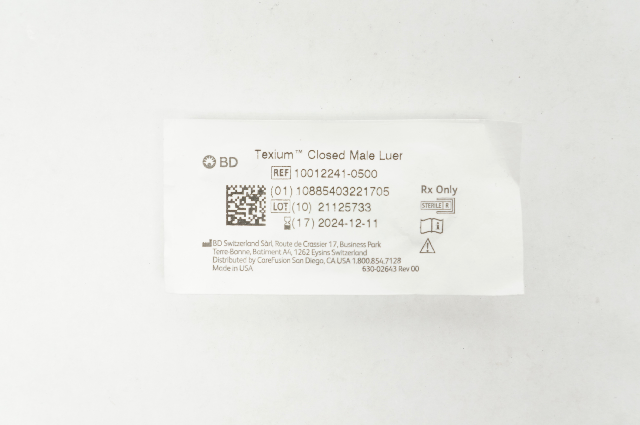 BD
Texium™ Closed Male Luer
REF 10012241-0500
(01) 10885403221705
LOT (10) 21125733
(17) 2024-12-11
Rx Only
STERILE R
BD Switzerland Sàrl, Route de Crassier 17, Business Park
Terre-Bonne, Batiment A4, 1262 Eysins Switzerland
Distributed by CareFusion San Diego, CA USA 1.800.854.7128
Made in USA
630-02643 Rev 00